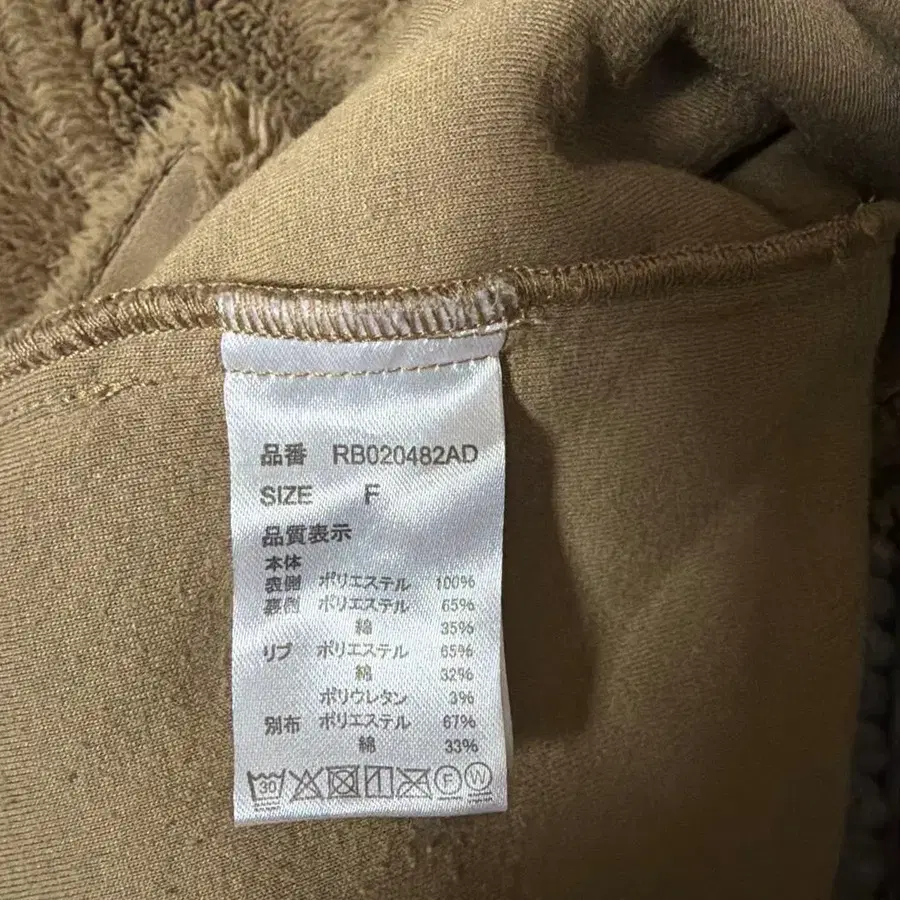 品番 RB020482AD
SIZE F
品質表示
本体
表側 ポリエステル 100%
裏側 ポリエステル 65%
綿 35%
リブ ポリエステル 65%
綿 32%
ポリウレタン 3%
別布 ポリエステル 67%
綿 33%
30 F W